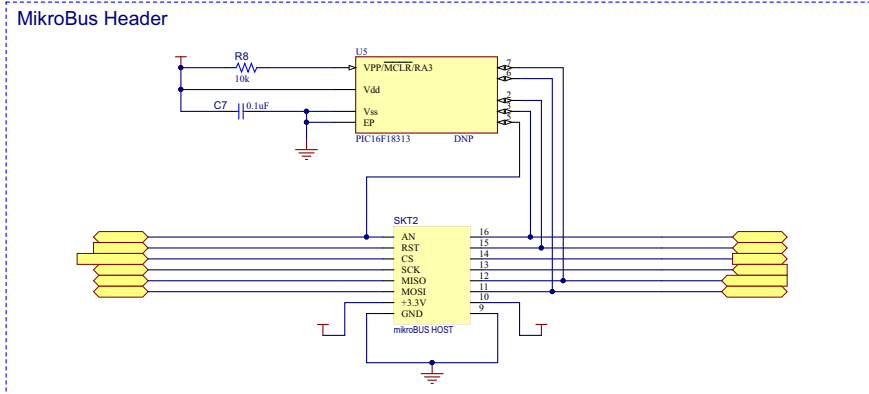 MikroBus Header
U5
R8
10k
VPP/MCLR/RA3
Vdd
C7
0.1uF
Vss
EP
PIC16F18313
DNP
7
6
2
3
5
SKT2
AN
16
RST
15
CS
14
SCK
13
MISO
12
MOSI
11
+3.3V
10
GND
9
mikroBUS HOST